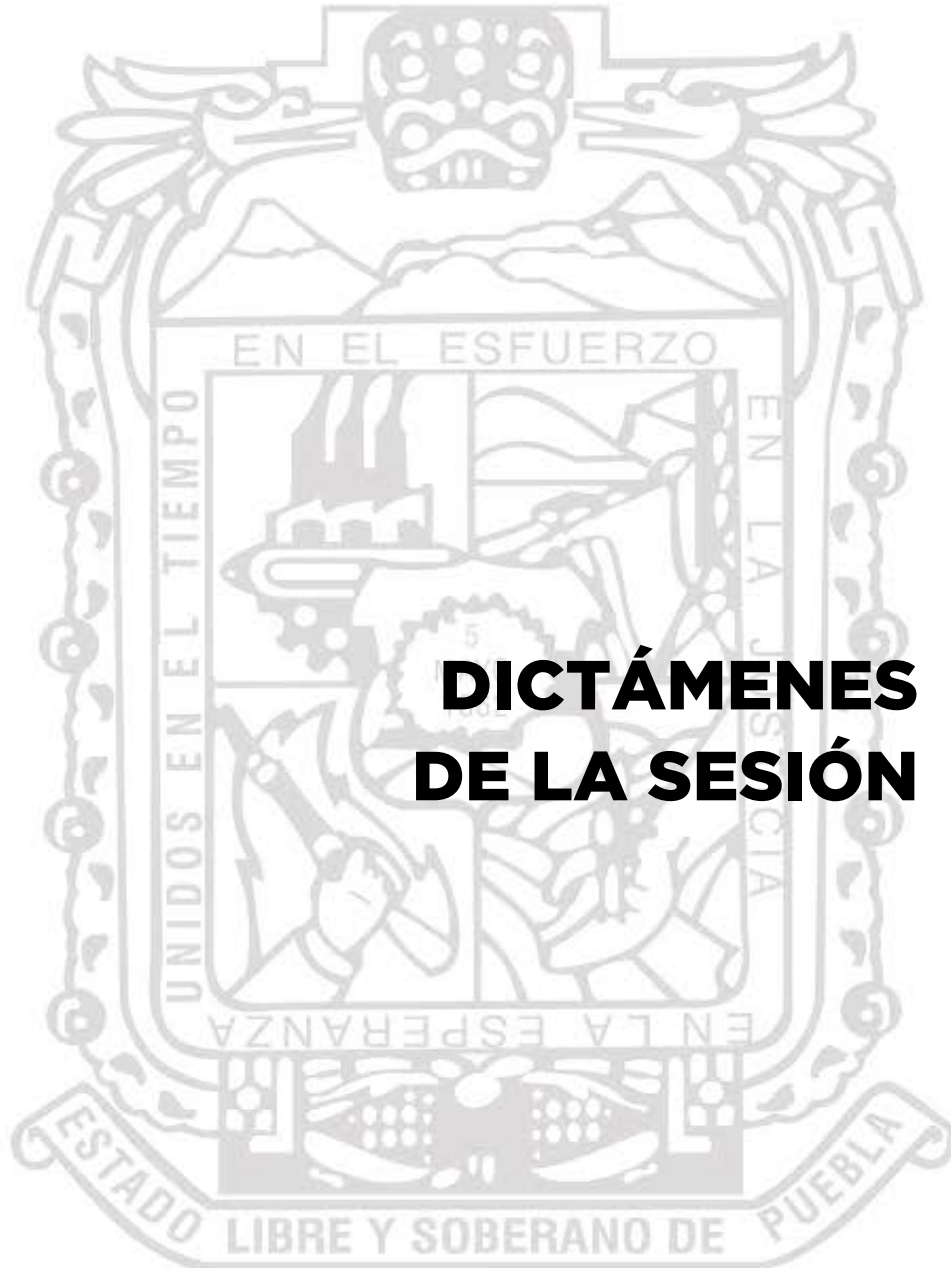 EN EL ESFUERZO
UNIDOS EN EL TIEMPO
EN LA JUSTICIA
5
DICTÁMENES
DE LA SESIÓN
EN LA ESPERANZA
ESTADO LIBRE Y SOBERANO DE PUEBLA